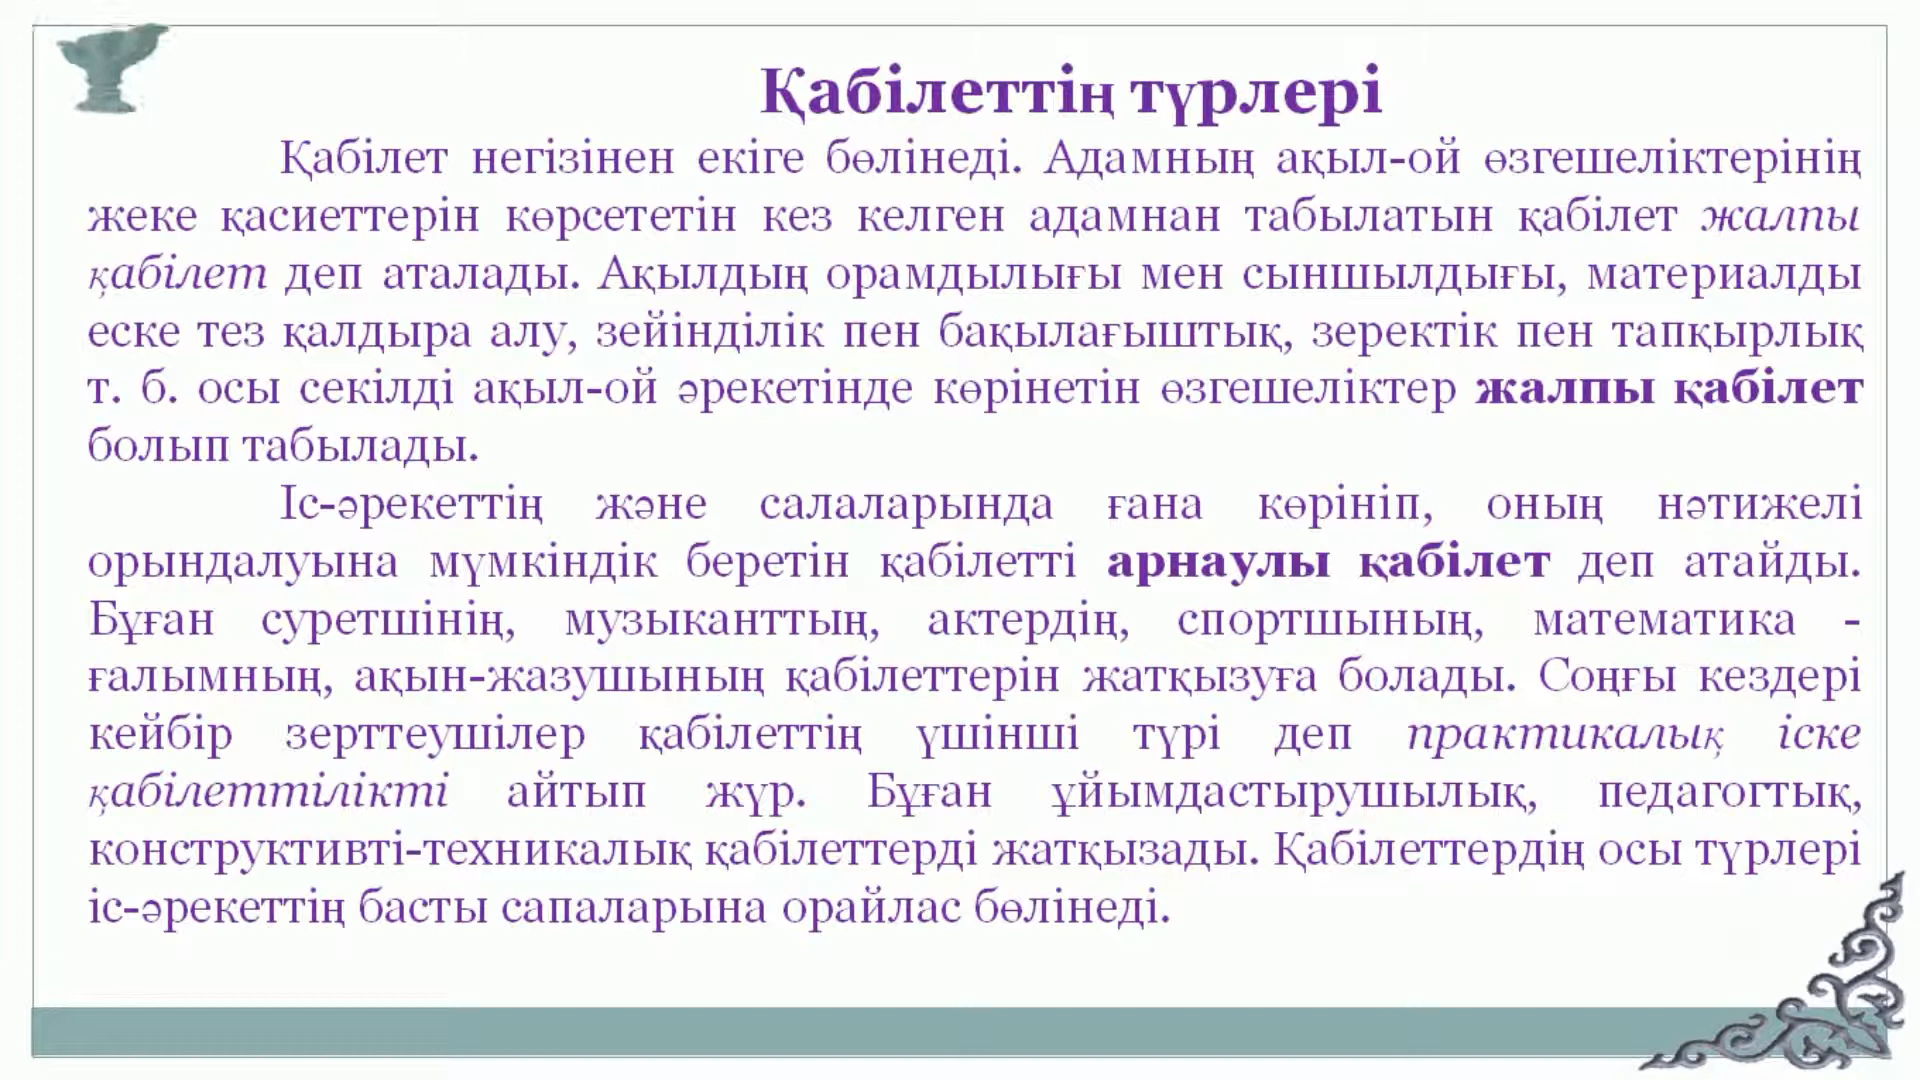 Қабілеттің түрлері
Қабілет негізінен екіге бөлінеді. Адамның ақыл-ой өзгешеліктерінің
жеке қасиеттерін көрсететін кез келген адамнан табылатын қабілет жалпы
қабілет деп аталады. Ақылдың орамдылығы мен сыншылдығы, материалды
еске тез қалдыра алу, зейінділік пен бақылағыштық, зеректік пен тапқырлық
т. б. осы секілді ақыл-ой әрекетінде көрінетін өзгешеліктер жалпы қабілет
болып табылады.
Іс-әрекеттің және салаларында ғана көрініп, оның нәтижелі
орындалуына мүмкіндік беретін қабілетті арнаулы қабілет деп атайды.
Бұған суретшінің, музыканттың, актердің, спортшының, математика -
ғалымның, ақын-жазушының қабілеттерін жатқызуға болады. Соңғы кездері
кейбір зерттеушілер қабілеттің үшінші түрі деп практикалық іске
қабілеттілікті айтып жүр. Бұған ұйымдастырушылық, педагогтық,
конструктивті-техникалық қабілеттерді жатқызады. Қабілеттердің осы түрлері
іс-әрекеттің басты сапаларына орайлас бөлінеді.